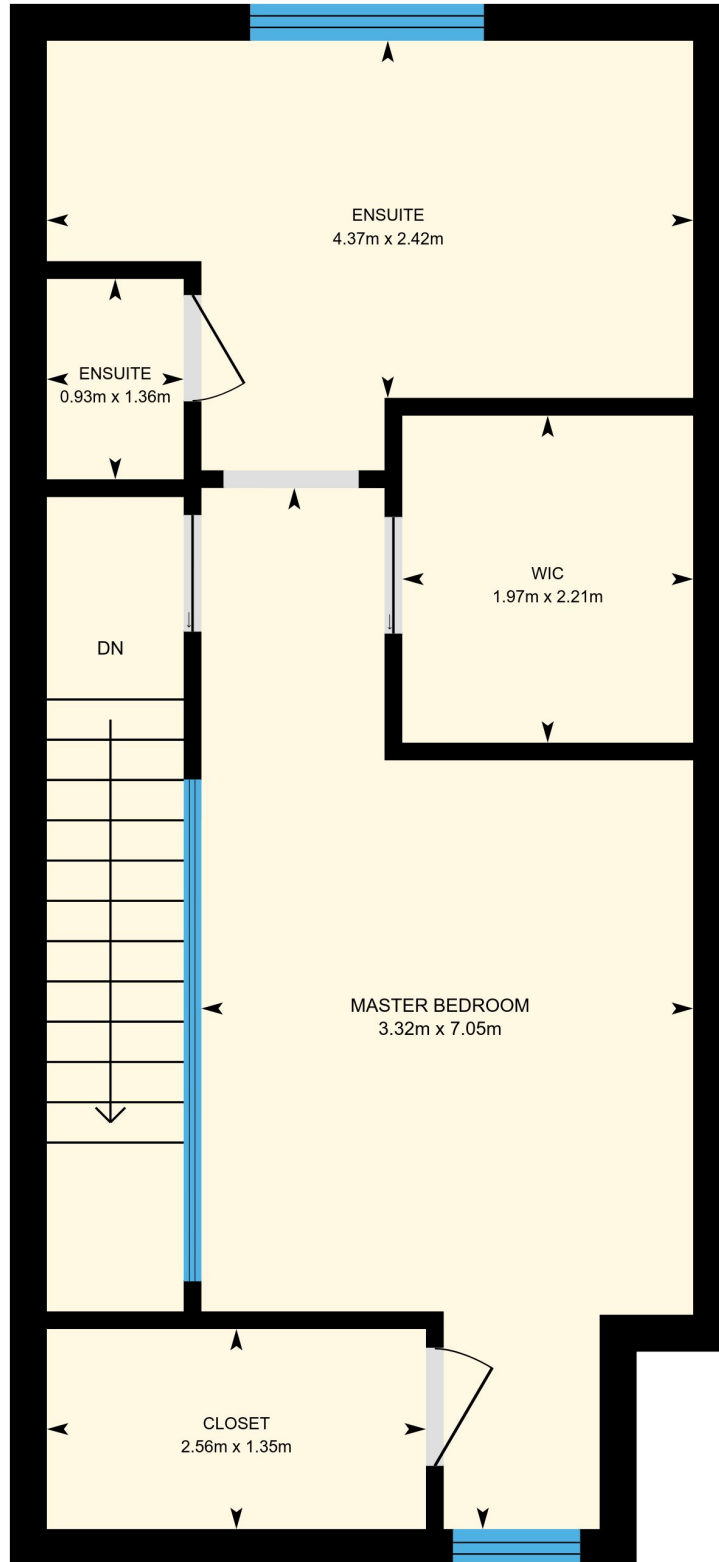 ENSUITE
4.37m x 2.42m
ENSUITE
0.93m x 1.36m
WIC
1.97m x 2.21m
DN
MASTER BEDROOM
3.32m x 7.05m
CLOSET
2.56m x 1.35m